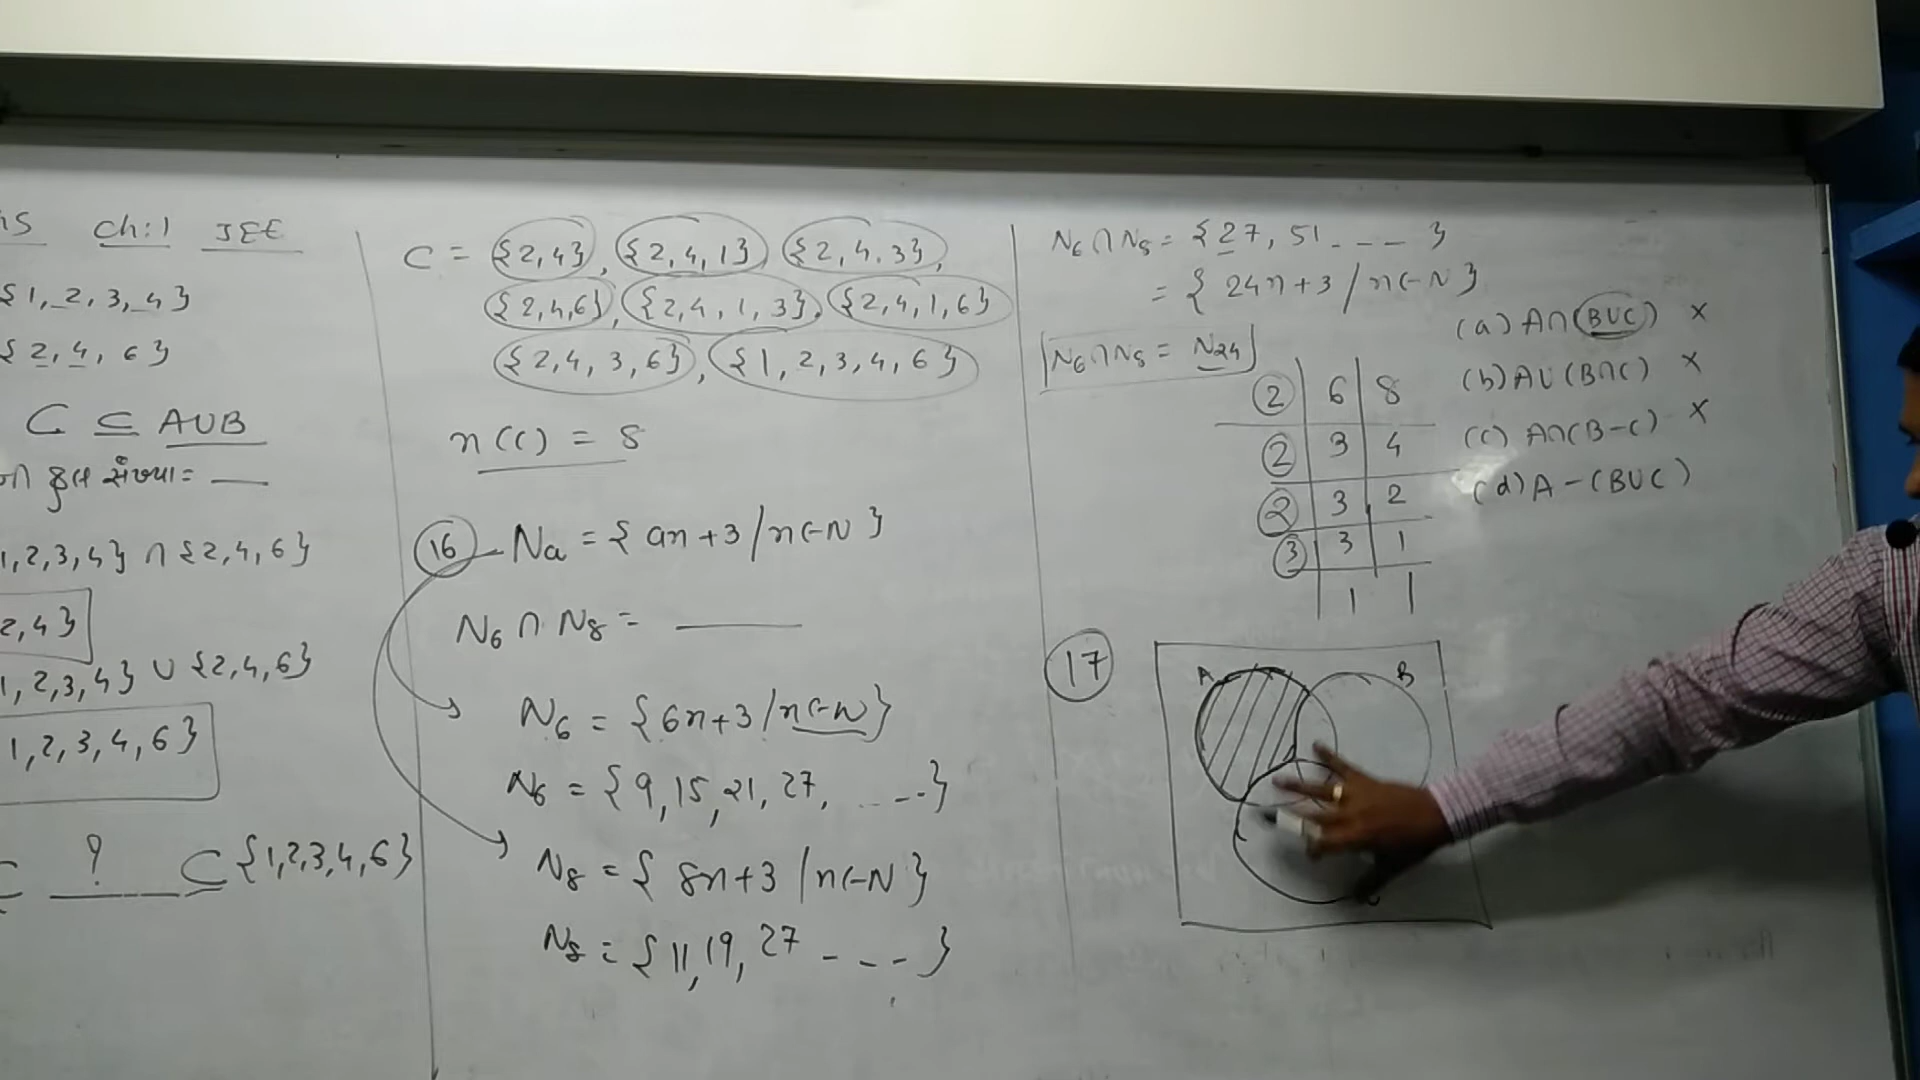 Ch:1 JEE
{1, 2, 3, 4}
{2, 4, 6}
C ⊆ A∪B
कुल संख्या = ___
1,2,3,4} ∩ {2,4,6}
2,4}
1,2,3,4} ∪ {2,4,6}
1,2,3,4,6}
? ⊆ {1,2,3,4,6}
C = {2,4}, {2,4,1} {2,4,3},
{2,4,6}, {2,4,1,3}, {2,4,1,6}
{2,4,3,6}, {1,2,3,4,6}
n(C) = 8
16 Na = {an+3/n∈N}
N6 ∩ N8 = ___
N6 = {6n+3/n∈N}
N6 = {9,15,21,27, ----}
N8 = {8n+3/n∈N}
N8 = {11,19,27 ---}
N6∩N8 = {27, 51 ---}
= {24n+3/n∈N}
N6∩N8 = N24
2 6 8
2 3 4
2 3 2
3 3 1
1 1
(a) A∩(B∪C) ×
(b) A∪(B∩C) ×
(c) A∩(B-C) ×
(d) A-(B∪C)
17
A B